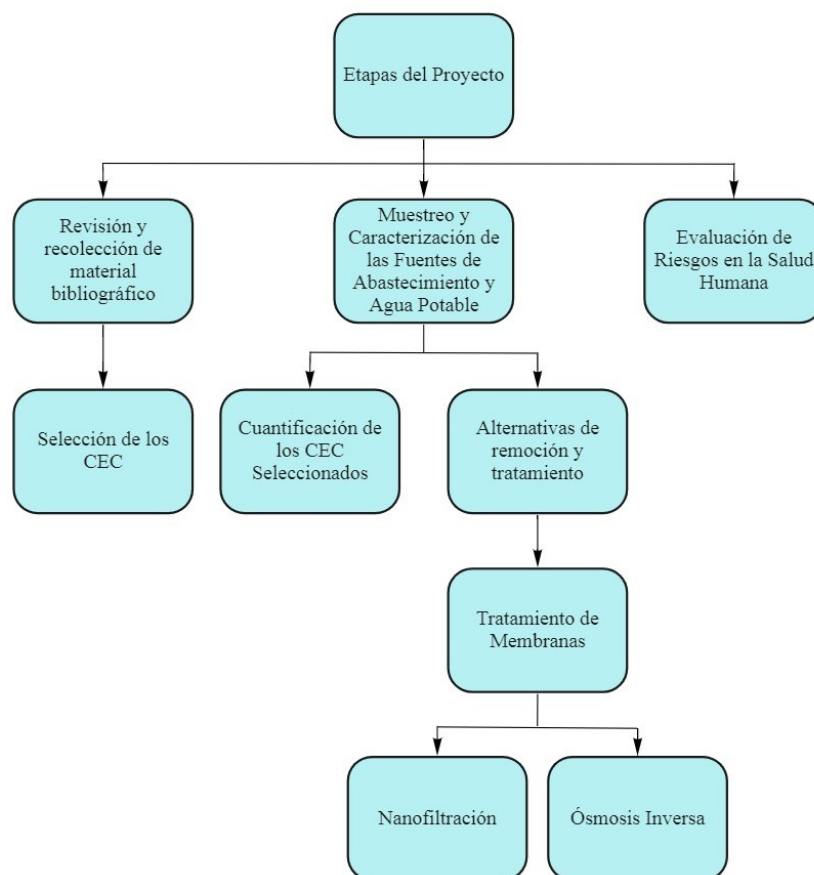 Etapas del Proyecto
Revisión y
recolección de
material
bibliográfico
Muestreo y
Caracterización de
las Fuentes de
Abastecimiento y
Agua Potable
Evaluación de
Riesgos en la Salud
Humana
Selección de los
CEC
Cuantificación de
los CEC
Seleccionados
Alternativas de
remoción y
tratamiento
Tratamiento de
Membranas
Nanofiltración
Ósmosis Inversa